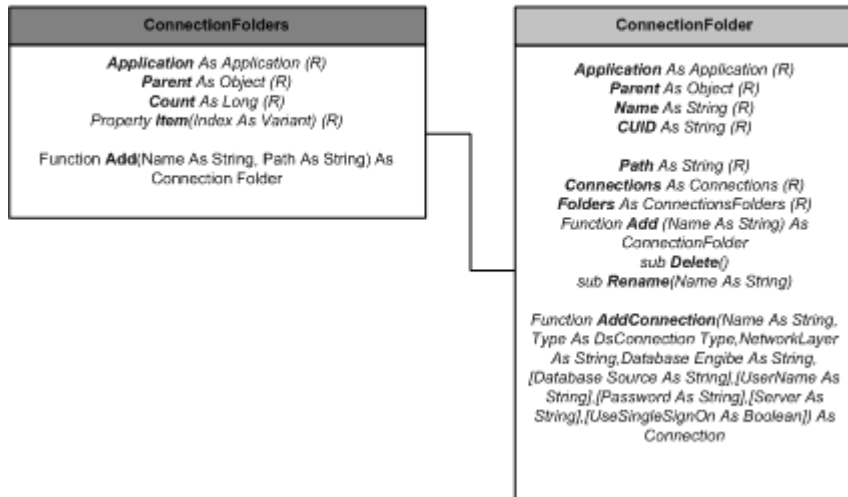 ConnectionFolders
Application As Application (R)
Parent As Object (R)
Count As Long (R)
Property Item(Index As Variant) (R)
Function Add(Name As String, Path As String) As
Connection Folder
ConnectionFolder
Application As Application (R)
Parent As Object (R)
Name As String (R)
CUID As String (R)
Path As String (R)
Connections As Connections (R)
Folders As ConnectionsFolders (R)
Function Add (Name As String) As
ConnectionFolder
sub Delete()
sub Rename(Name As String)
Function AddConnection(Name As String,
Type As DsConnection Type,NetworkLayer
As String,Database Engibe As String,
[Database Source As String],[UserName As
String],[Password As String],[Server As
String],[UseSingleSignOn As Boolean]) As
Connection